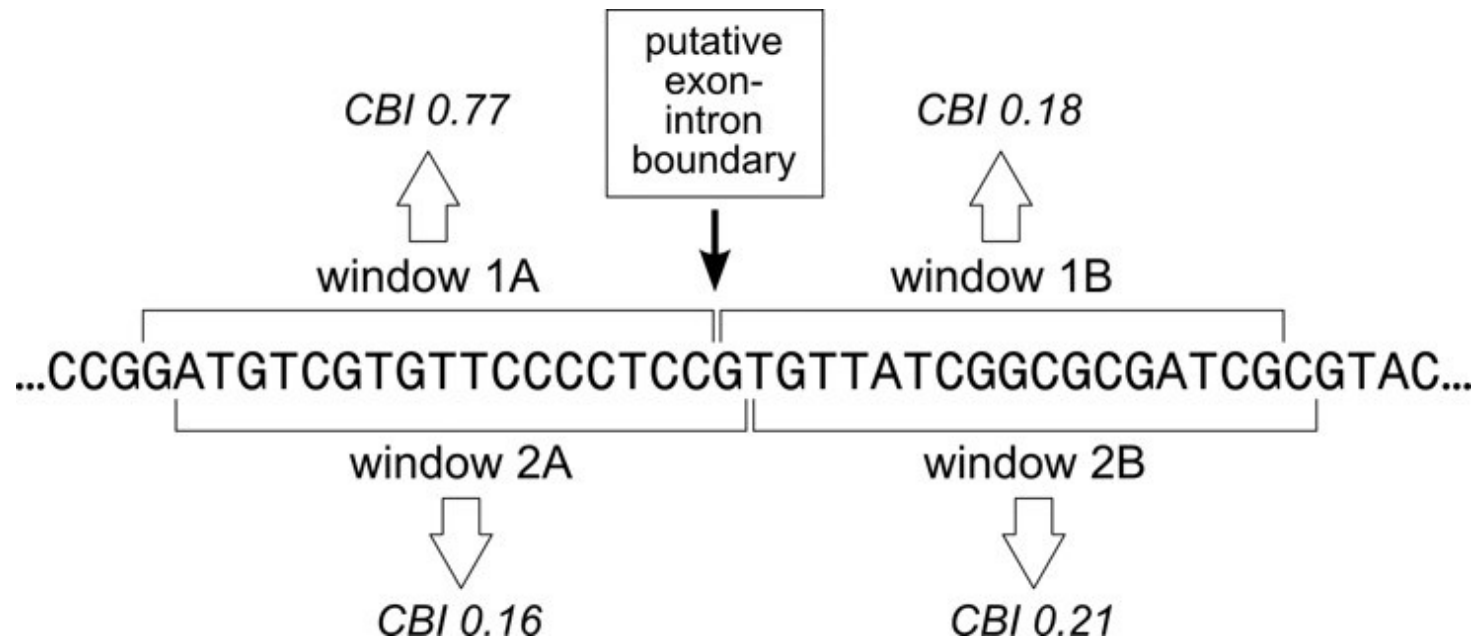 putative
exon-
intron
boundary
CBI 0.77
CBI 0.18
window 1A
window 1B
...CCGGATGTCGTGTTCCCCTCCGTGTTATCGGCGCGATCGCGTAC...
window 2A
window 2B
CBI 0.16
CBI 0.21